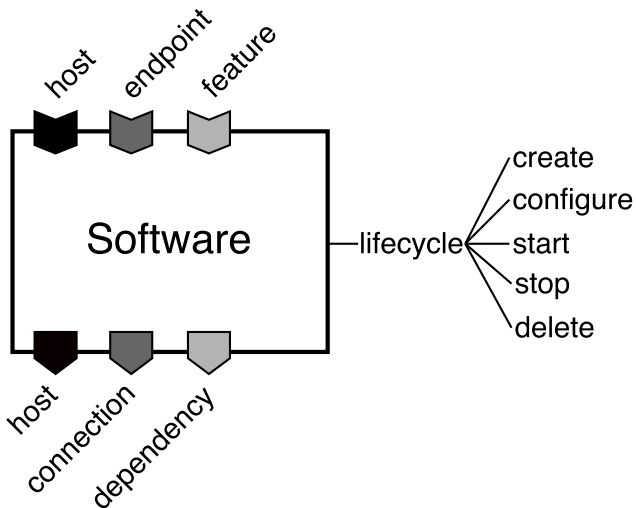 host
endpoint
feature
Software
lifecycle
create
configure
start
stop
delete
host
connection
dependency